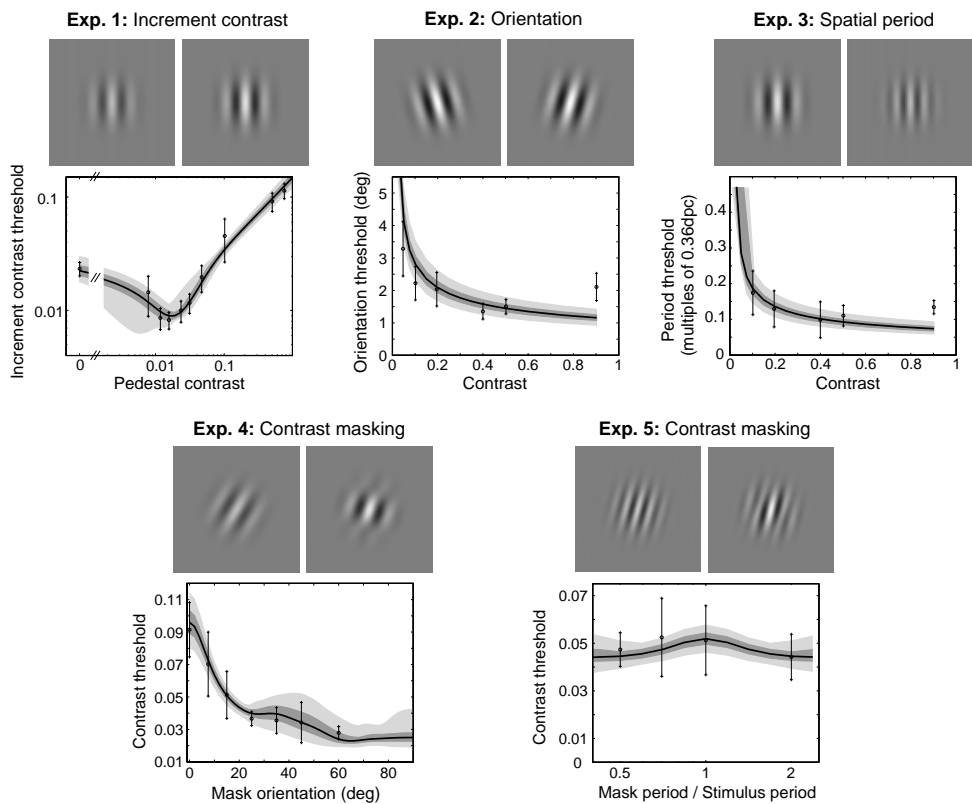 Exp. 1: Increment contrast
Increment contrast threshold
0.1
0.01
0
0.01
0.1
Pedestal contrast
Exp. 2: Orientation
Orientation threshold (deg)
5
4
3
2
1
0
0
0.2
0.4
0.6
0.8
1
Contrast
Exp. 3: Spatial period
Period threshold
(multiples of 0.36dpc)
0.4
0.3
0.2
0.1
0
0
0.2
0.4
0.6
0.8
1
Contrast
Exp. 4: Contrast masking
Contrast threshold
0.11
0.09
0.07
0.05
0.03
0.01
0
20
40
60
80
Mask orientation (deg)
Exp. 5: Contrast masking
Contrast threshold
0.07
0.05
0.03
0
0.5
1
2
Mask period / Stimulus period